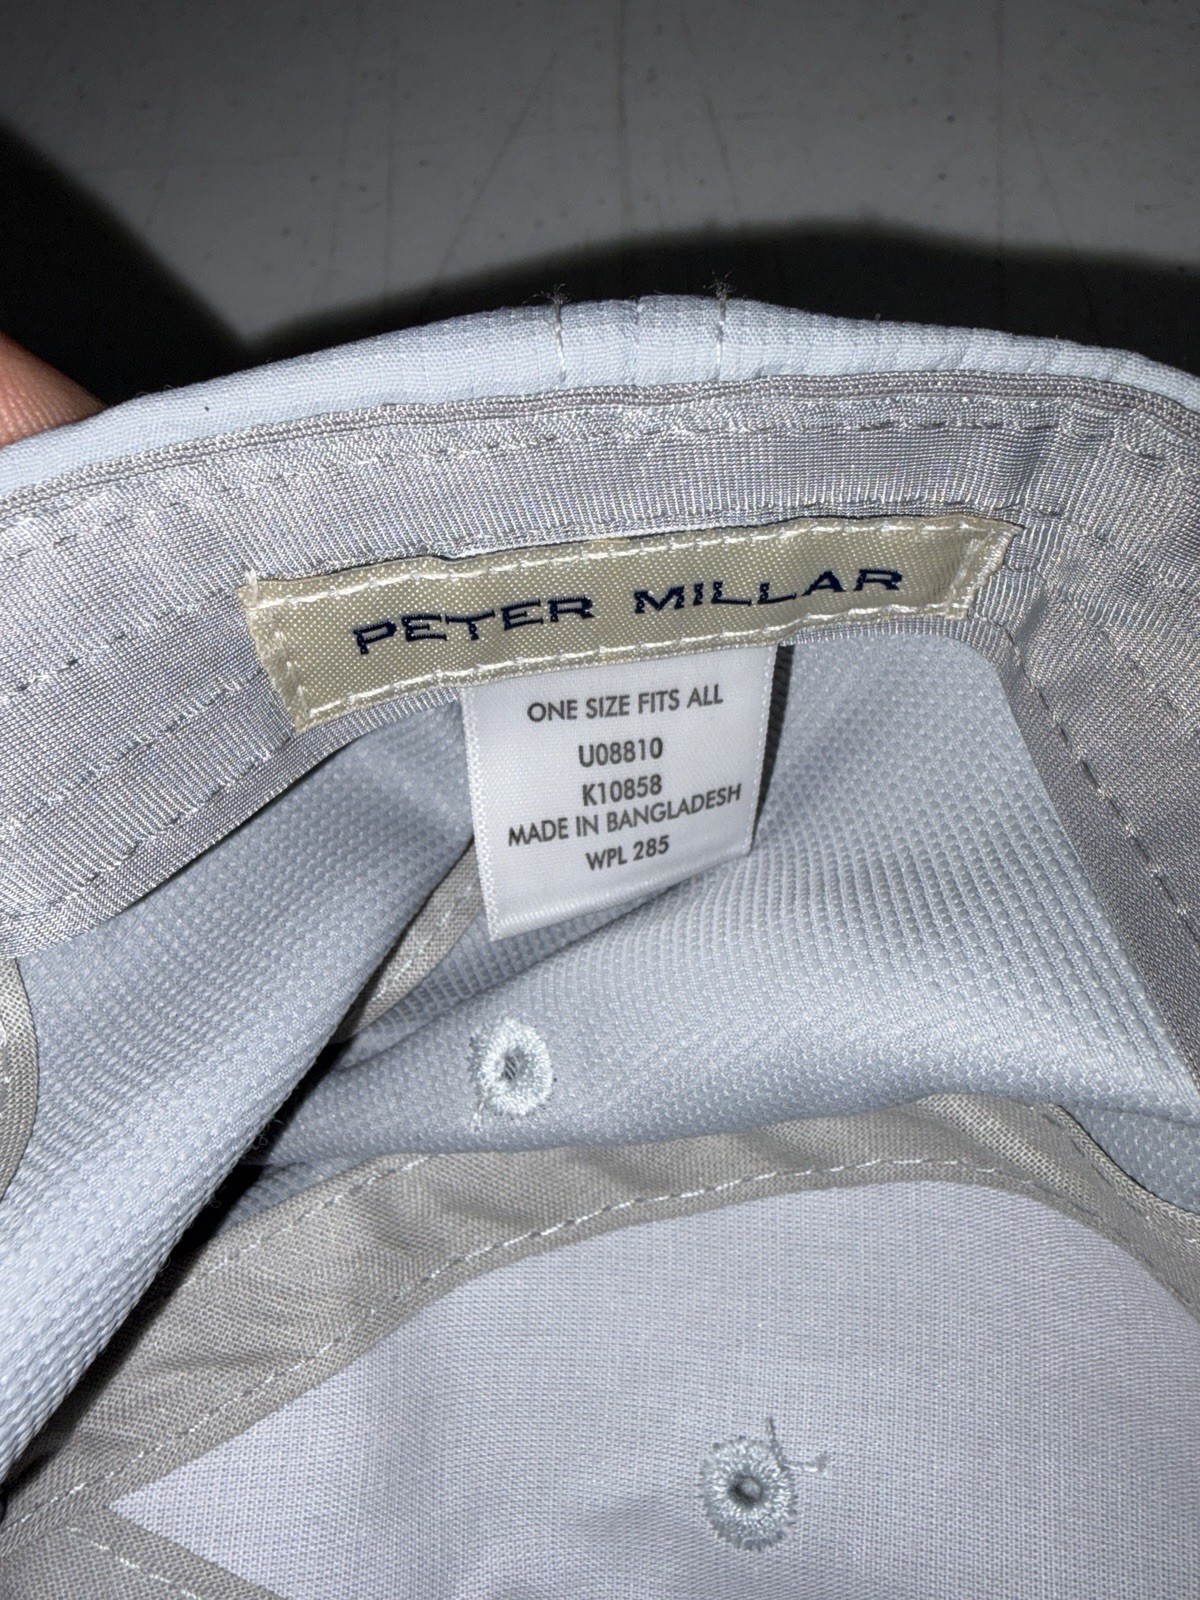 PETER MILLAR
ONE SIZE FITS ALL
U08810
K10858
MADE IN BANGLADESH
WPL 285